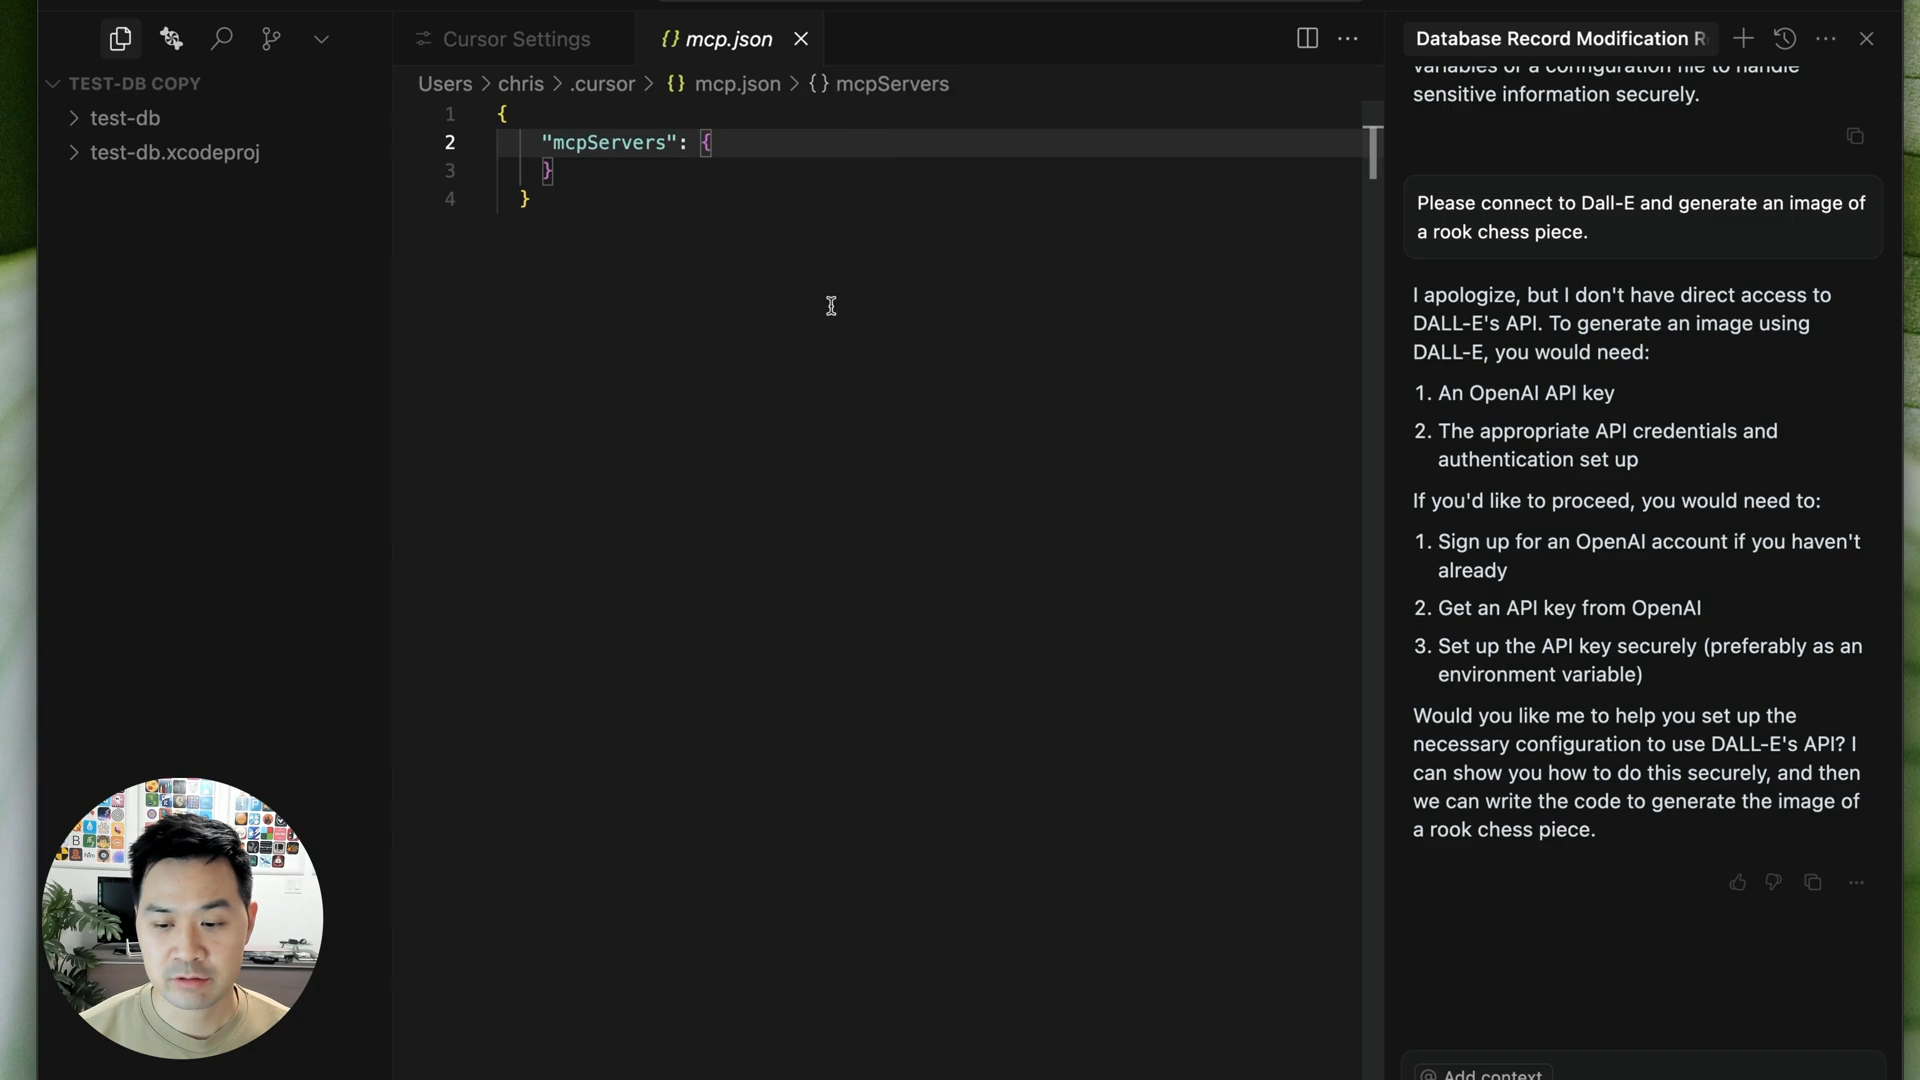 Cursor Settings
{} mcp.json
Database Record Modification R
TEST-DB COPY
test-db
test-db.xcodeproj
Users > chris > .cursor > {} mcp.json > {} mcpServers
1 {
2 "mcpServers": {
3 }
4 }
variables or a configuration file to handle
sensitive information securely.
Please connect to Dall-E and generate an image of
a rook chess piece.
I apologize, but I don't have direct access to
DALL-E's API. To generate an image using
DALL-E, you would need:
1. An OpenAI API key
2. The appropriate API credentials and
authentication set up
If you'd like to proceed, you would need to:
1. Sign up for an OpenAI account if you haven't
already
2. Get an API key from OpenAI
3. Set up the API key securely (preferably as an
environment variable)
Would you like me to help you set up the
necessary configuration to use DALL-E's API? I
can show you how to do this securely, and then
we can write the code to generate the image of
a rook chess piece.
@ Add context